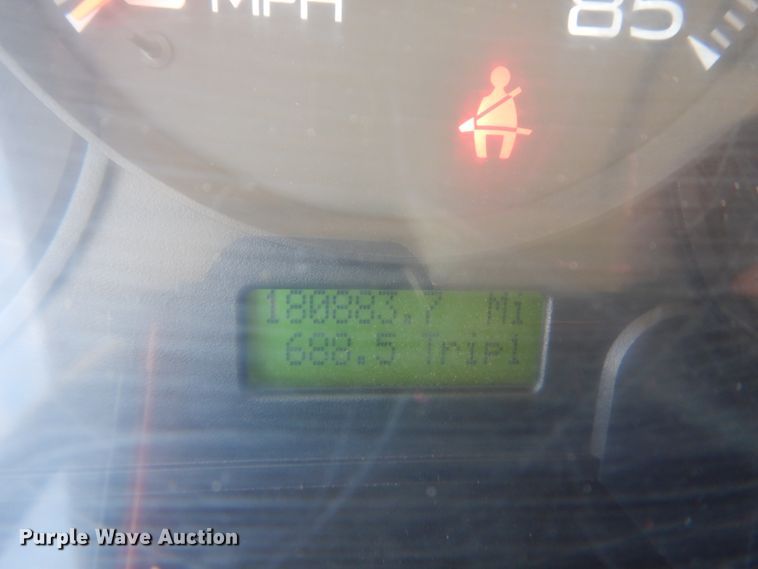 MPH
85
180883.7 Mi
688.5 Trip1
Purple Wave Auction